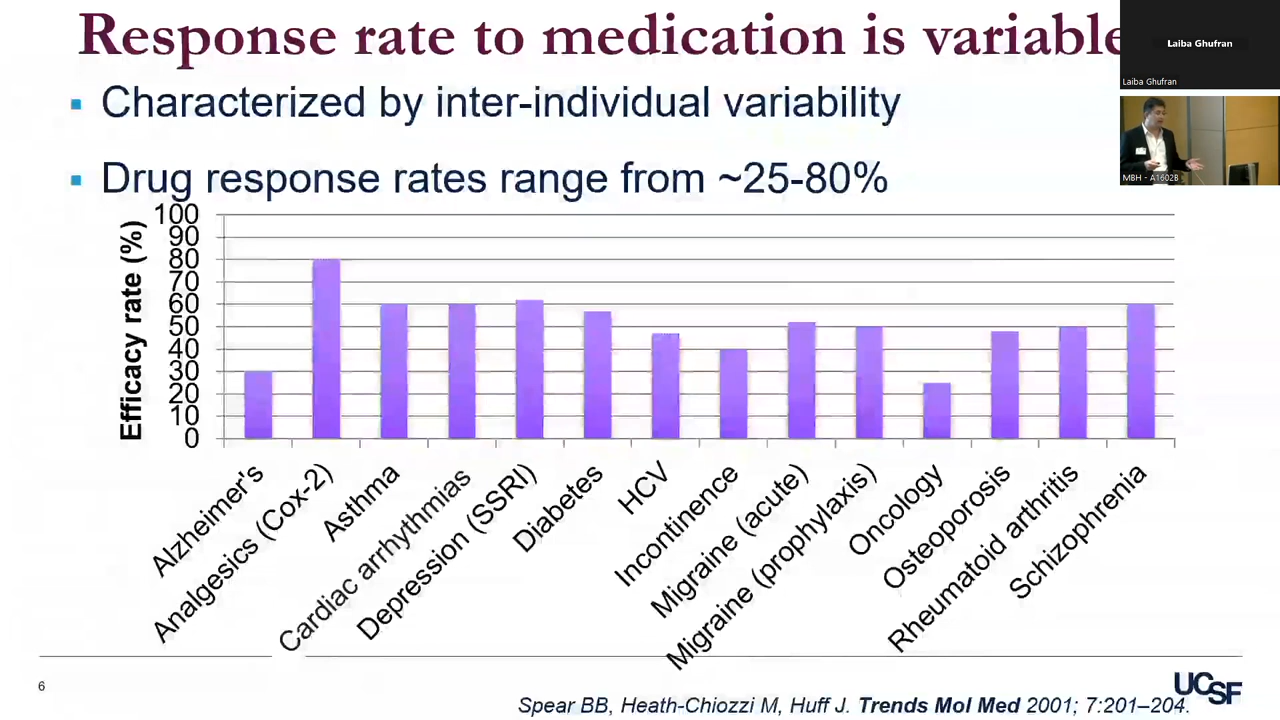 Response rate to medication is variable
Laiba Ghufran
Laiba Ghufran
MBH - A1602B
▪ Characterized by inter-individual variability
▪ Drug response rates range from ~25-80%
Efficacy rate (%)
100
90
80
70
60
50
40
30
20
10
0
Alzheimer's
Analgesics (Cox-2)
Asthma
Cardiac arrhythmias
Depression (SSRI)
Diabetes
HCV
Incontinence
Migraine (acute)
Migraine (prophylaxis)
Oncology
Osteoporosis
Rheumatoid arthritis
Schizophrenia
6
UCSF
Spear BB, Heath-Chiozzi M, Huff J. Trends Mol Med 2001; 7:201–204.